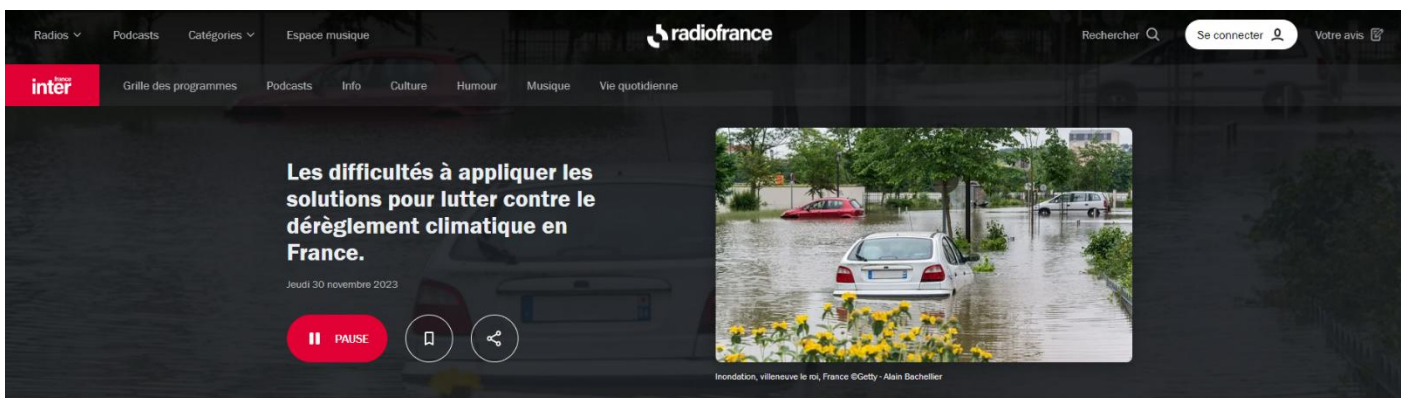 Radios
Podcasts
Catégories
Espace musique
radiofrance
Rechercher
Se connecter
Votre avis
france
inter
Grille des programmes
Podcasts
Info
Culture
Humour
Musique
Vie quotidienne
Les difficultés à appliquer les
solutions pour lutter contre le
dérèglement climatique en
France.
Jeudi 30 novembre 2023
PAUSE
Inondation, villeneuve le roi, France ©Getty - Alain Bachellier